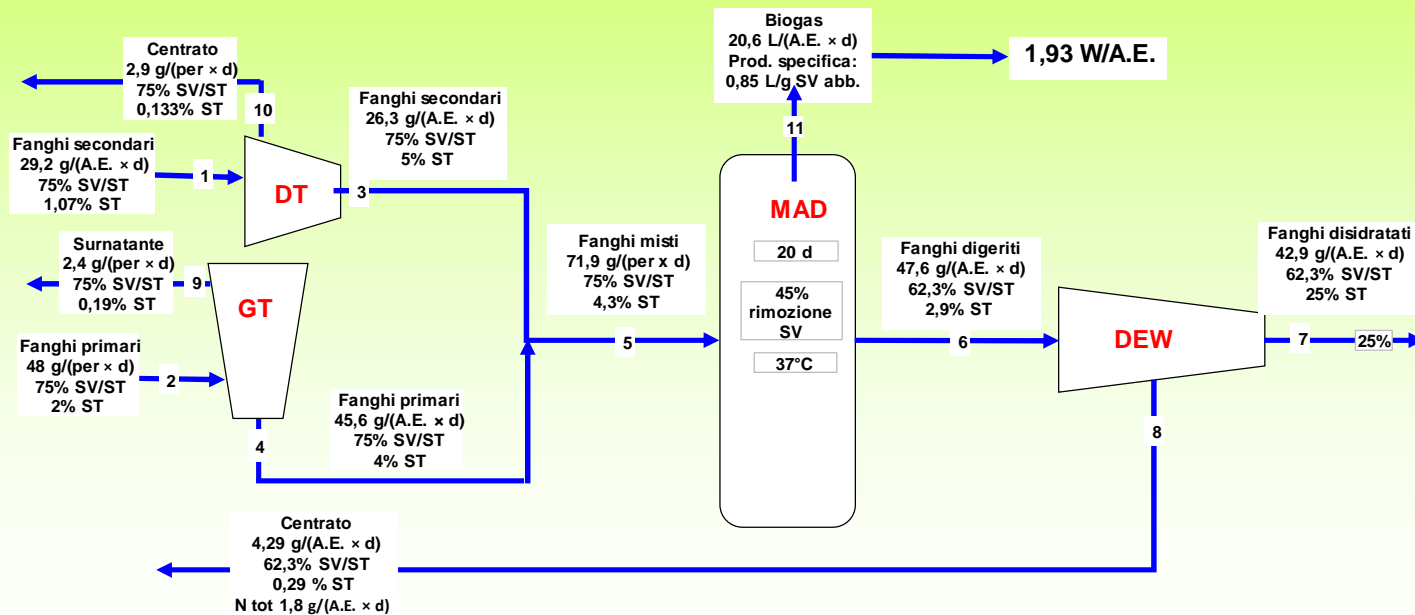 Centrato
2,9 g/(per × d)
75% SV/ST
0,133% ST
10
Fanghi secondari
29,2 g/(A.E. × d)
75% SV/ST
1,07% ST
1
DT
Fanghi secondari
26,3 g/(A.E. × d)
75% SV/ST
5% ST
3
Surnatante
2,4 g/(per × d)
75% SV/ST
0,19% ST
9
GT
Fanghi primari
48 g/(per × d)
75% SV/ST
2% ST
2
4
Fanghi primari
45,6 g/(A.E. × d)
75% SV/ST
4% ST
Fanghi misti
71,9 g/(per x d)
75% SV/ST
4,3% ST
5
Biogas
20,6 L/(A.E. × d)
Prod. specifica:
0,85 L/g SV abb.
1,93 W/A.E.
11
MAD
20 d
45%
rimozione
SV
37°C
Fanghi digeriti
47,6 g/(A.E. × d)
62,3% SV/ST
2,9% ST
6
DEW
Fanghi disidratati
42,9 g/(A.E. × d)
62,3% SV/ST
25% ST
7
25%
8
Centrato
4,29 g/(A.E. × d)
62,3% SV/ST
0,29 % ST
N tot 1,8 g/(A.E. × d)